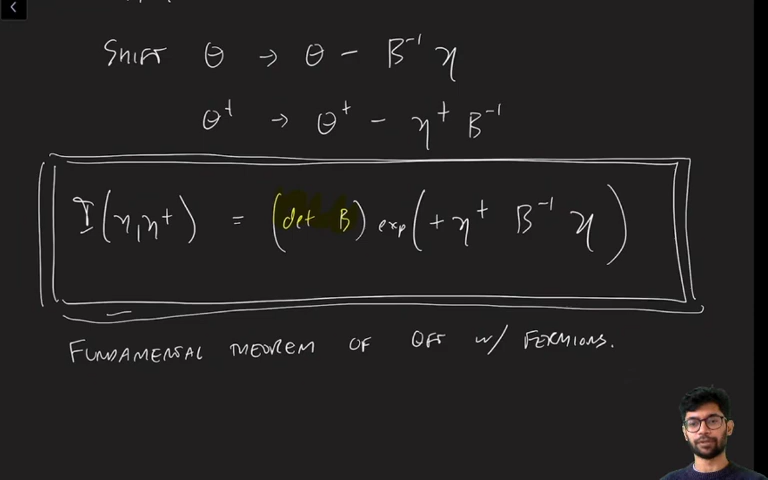 SHIFT θ → θ - B⁻¹ η
θ† → θ† - η† B⁻¹
I(η,η†) = (det B) exp(+ η† B⁻¹ η)
FUNDAMENTAL THEOREM OF QFT w/ FERMIONS.